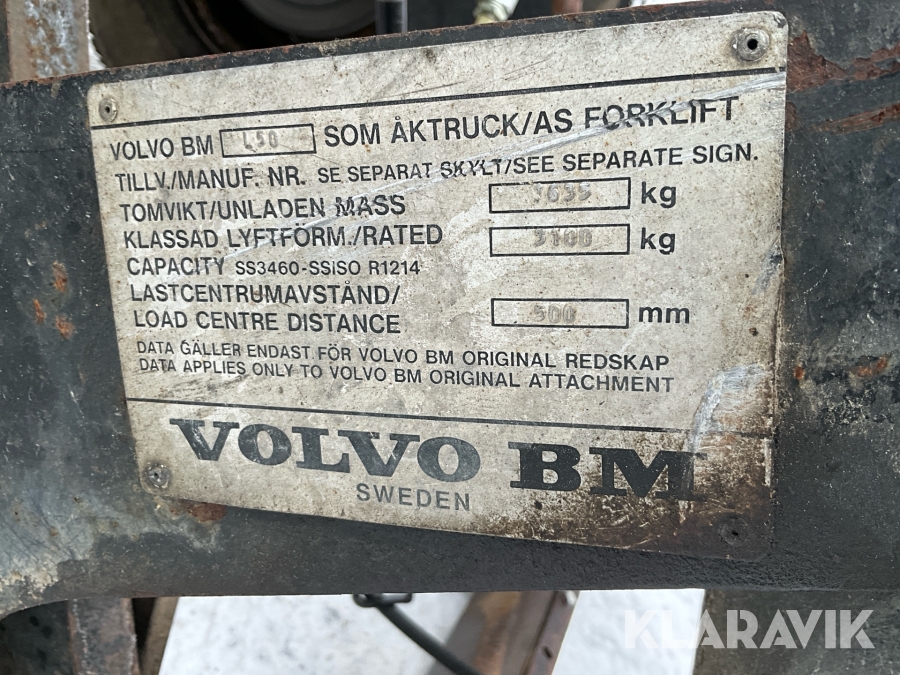 VOLVO BM L50 SOM ÅKTRUCK/AS FORKLIFT
TILLV./MANUF. NR. SE SEPARAT SKYLT/SEE SEPARATE SIGN.
TOMVIKT/UNLADEN MASS kg
KLASSAD LYFTFÖRM./RATED kg
CAPACITY SS3460-SSISO R1214
LASTCENTRUMAVSTÅND/
LOAD CENTRE DISTANCE 500 mm
DATA GÄLLER ENDAST FÖR VOLVO BM ORIGINAL REDSKAP
DATA APPLIES ONLY TO VOLVO BM ORIGINAL ATTACHMENT
VOLVO BM
SWEDEN
KLARAVIK